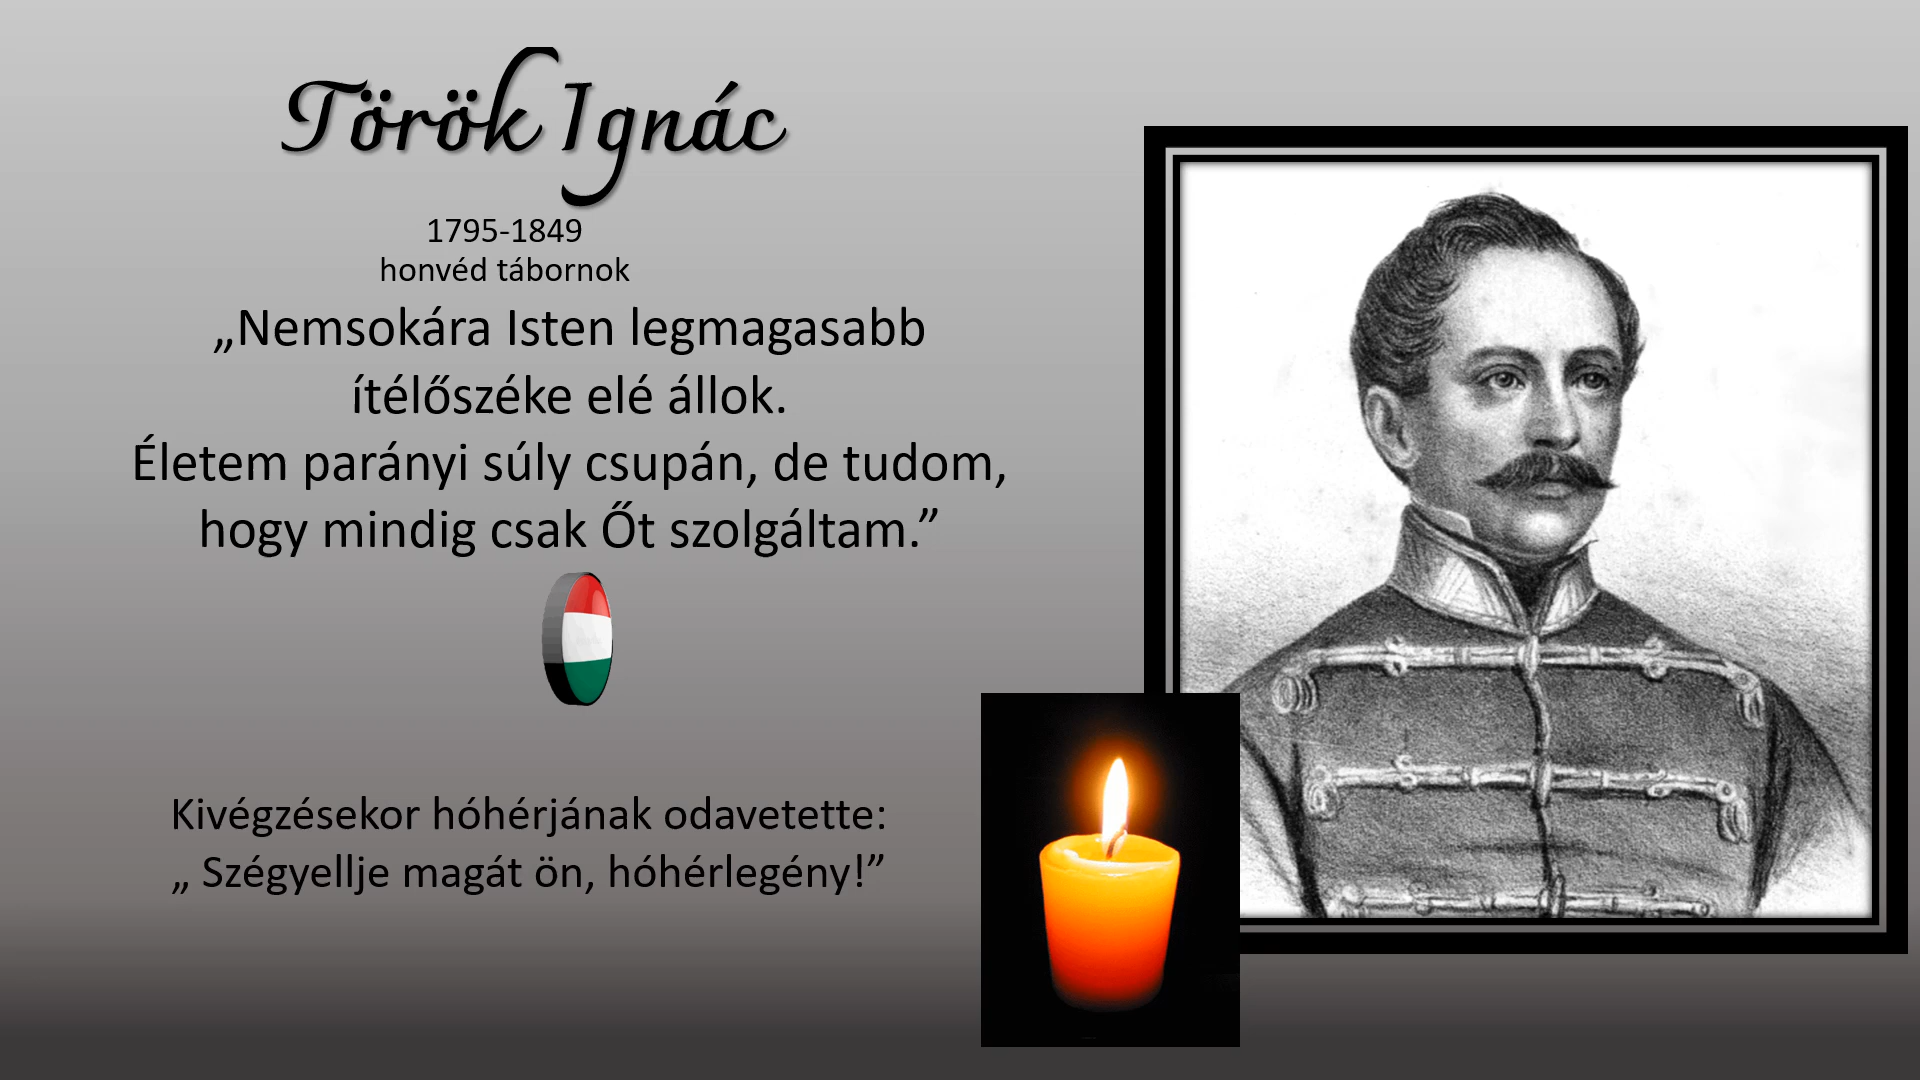 Török Ignác
1795-1849
honvéd tábornok
„Nemsokára Isten legmagasabb
ítélőszéke elé állok.
Életem parányi súly csupán, de tudom,
hogy mindig csak Őt szolgáltam.”
Kivégzésekor hóhérjának odavetette:
„ Szégyellje magát ön, hóhérlegény!”